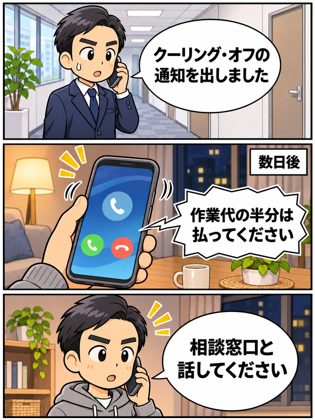 クーリング・オフの
通知を出しました
数日後
作業代の半分は
払ってください
相談窓口と
話してください